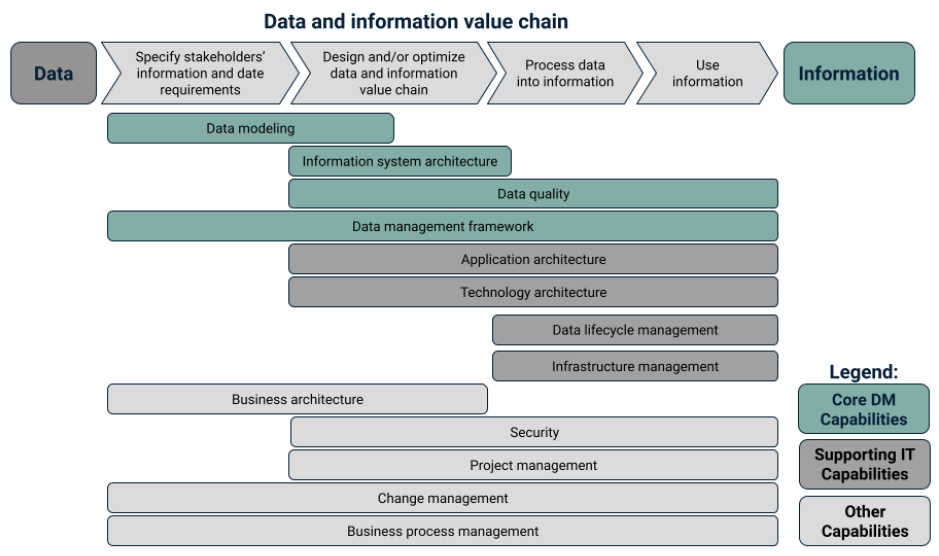 Data and information value chain
Data
Specify stakeholders’
information and date
requirements
Design and/or optimize
data and information
value chain
Process data
into information
Use
information
Information
Data modeling
Information system architecture
Data quality
Data management framework
Application architecture
Technology architecture
Data lifecycle management
Infrastructure management
Business architecture
Security
Project management
Change management
Business process management
Legend:
Core DM
Capabilities
Supporting IT
Capabilities
Other
Capabilities